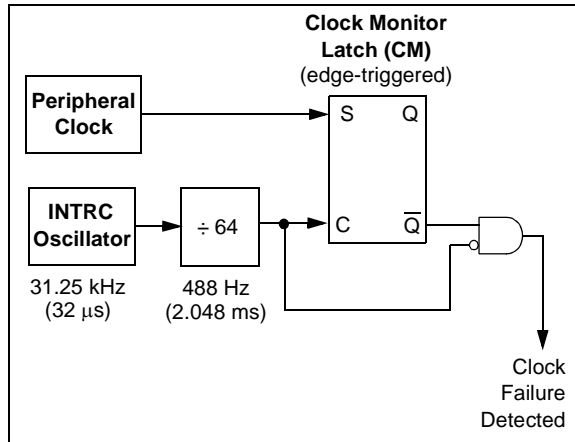 Clock Monitor
Latch (CM)
(edge-triggered)
Peripheral
Clock
S
Q
INTRC
Oscillator
÷ 64
C
Q̅
31.25 kHz
(32 μs)
488 Hz
(2.048 ms)
Clock
Failure
Detected